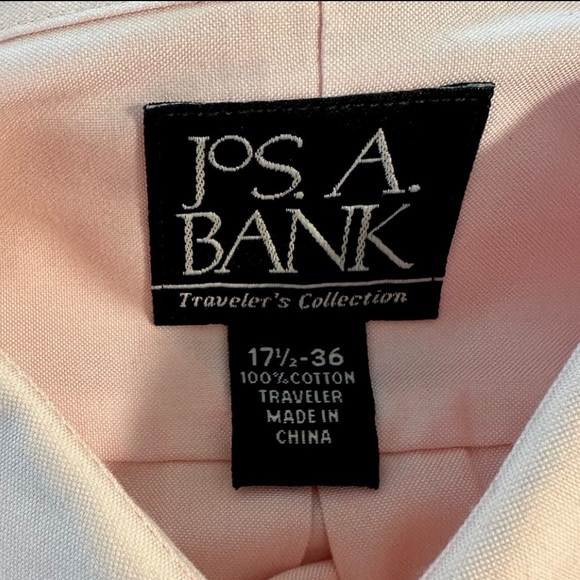 JoS. A.
BANK
Traveler's Collection
17½-36
100% COTTON
TRAVELER
MADE IN
CHINA